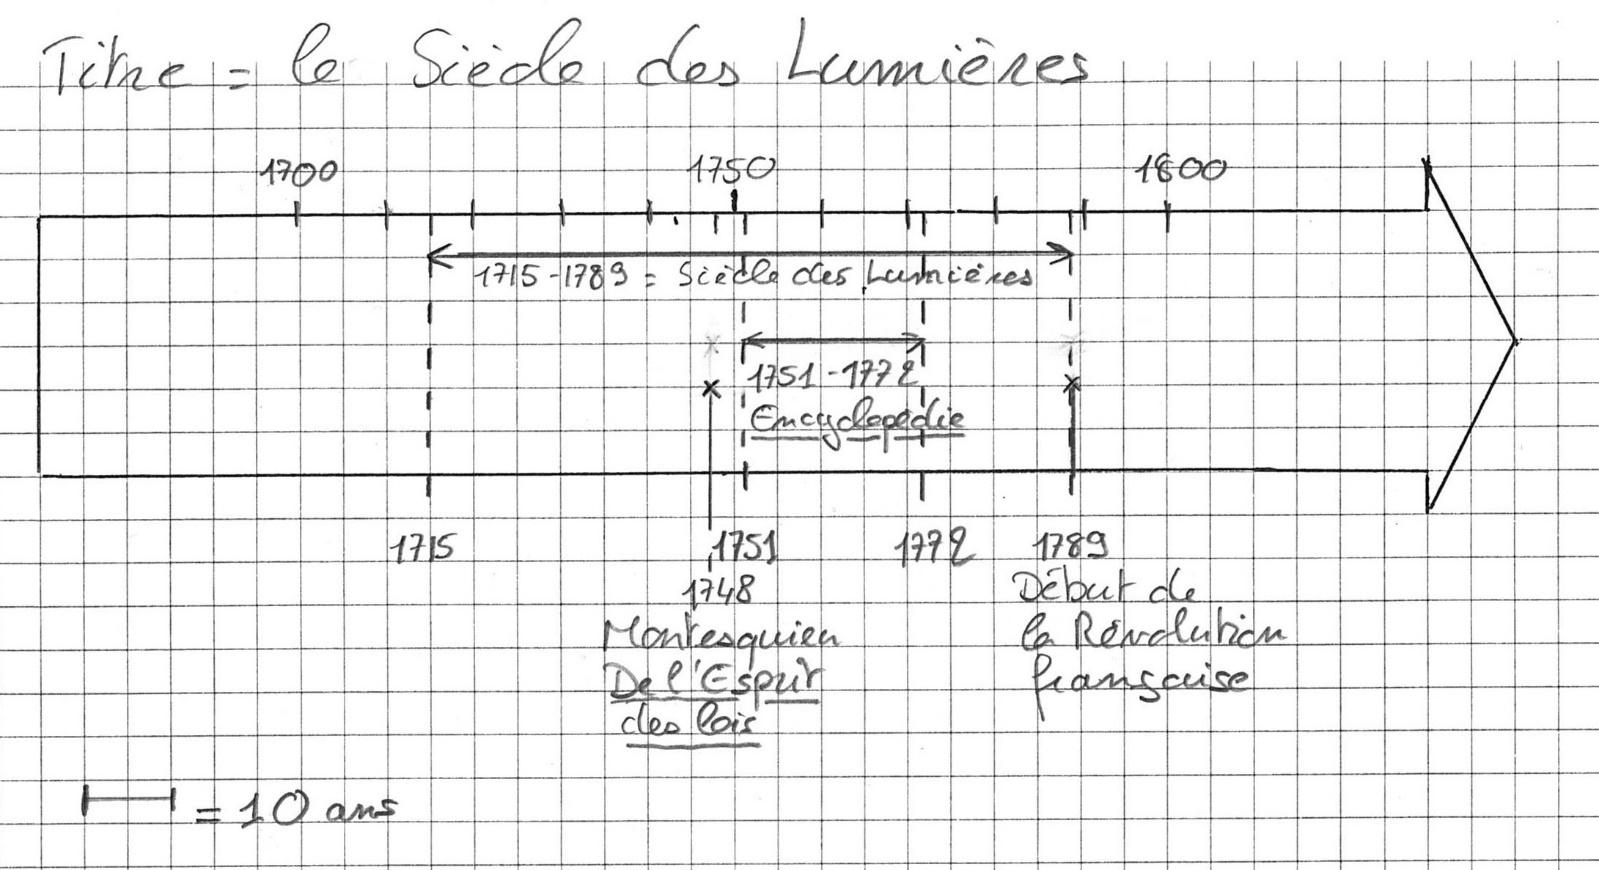 Titre = le Siècle des Lumières
1700 1750 1800
1715-1789 = Siècle des Lumières
1751-1772
Encyclopédie
1715 1751 1772 1789
1748 Début de
Montesquieu la Révolution
De l'Esprit française
des lois
= 10 ans